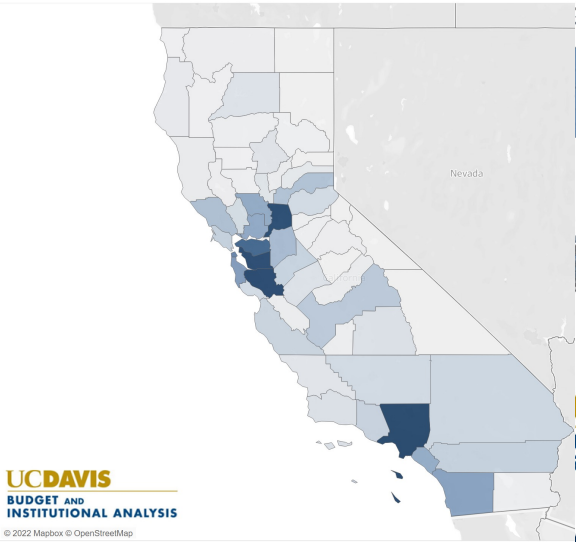 Nevada
UCDAVIS
BUDGET AND
INSTITUTIONAL ANALYSIS
© 2022 Mapbox © OpenStreetMap